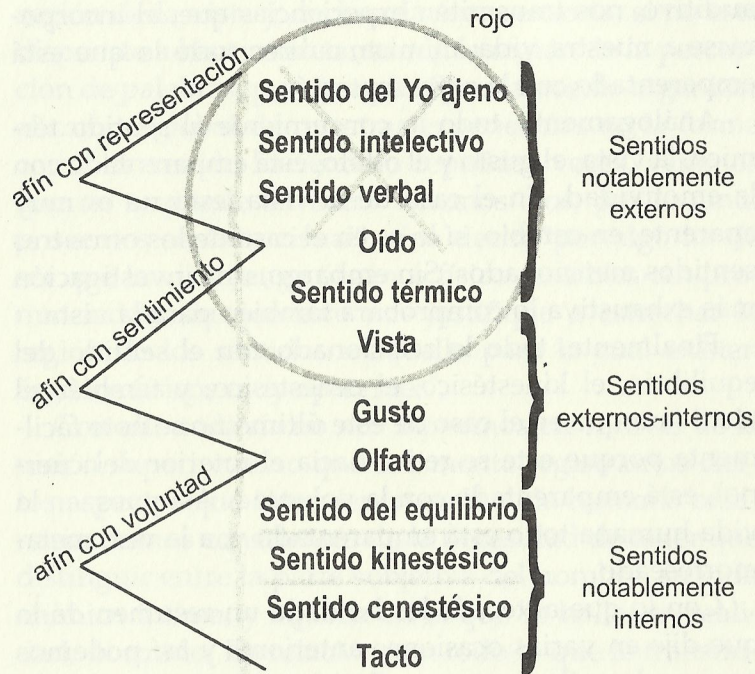 rojo
afín con representación
Sentido del Yo ajeno
Sentido intelectivo
Sentido verbal
Oído
Sentidos
notablemente
externos
afín con sentimiento
Sentido térmico
Vista
Gusto
Olfato
Sentidos
externos-internos
afín con voluntad
Sentido del equilibrio
Sentido kinestésico
Sentido cenestésico
Tacto
Sentidos
notablemente
internos